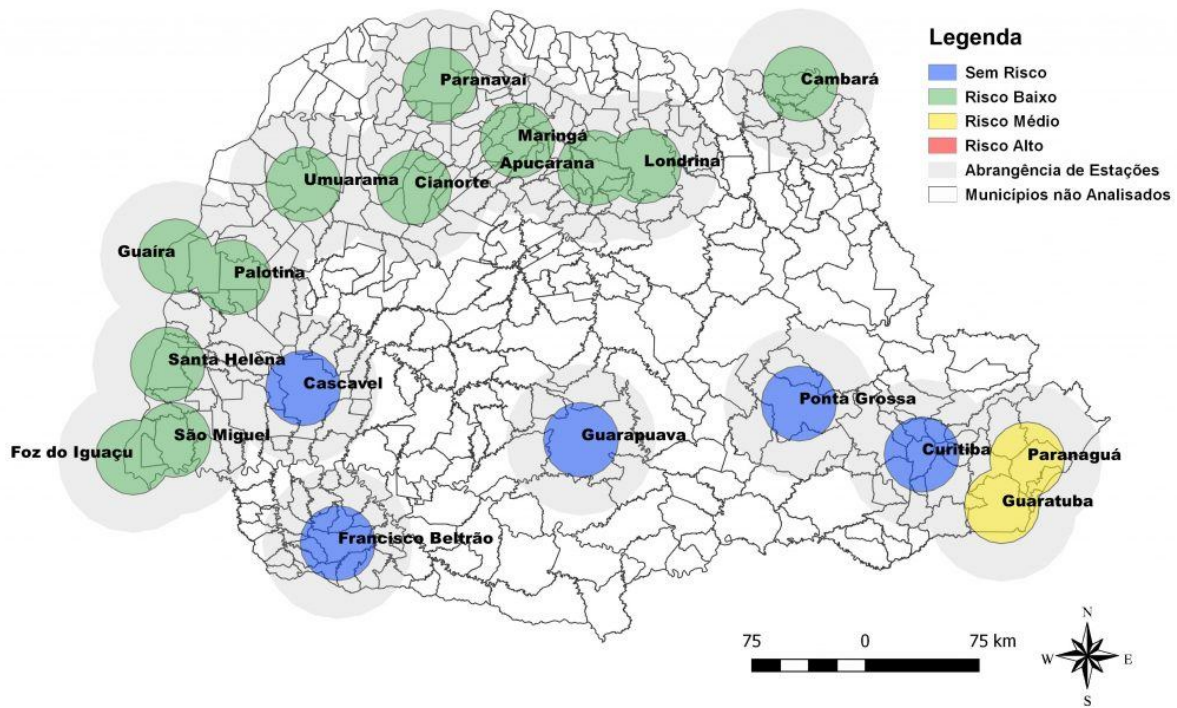 Legenda
Sem Risco
Risco Baixo
Risco Médio
Risco Alto
Abrangência de Estações
Municípios não Analisados
Paranavaí
Cambará
Maringá
Apucarana
Londrina
Umuarama
Cianorte
Guaíra
Palotina
Santa Helena
Cascavel
Ponta Grossa
São Miguel
Guarapuava
Foz do Iguaçu
Curitiba
Paranaguá
Guaratuba
Francisco Beltrão
75 0 75 km
N
W E
S